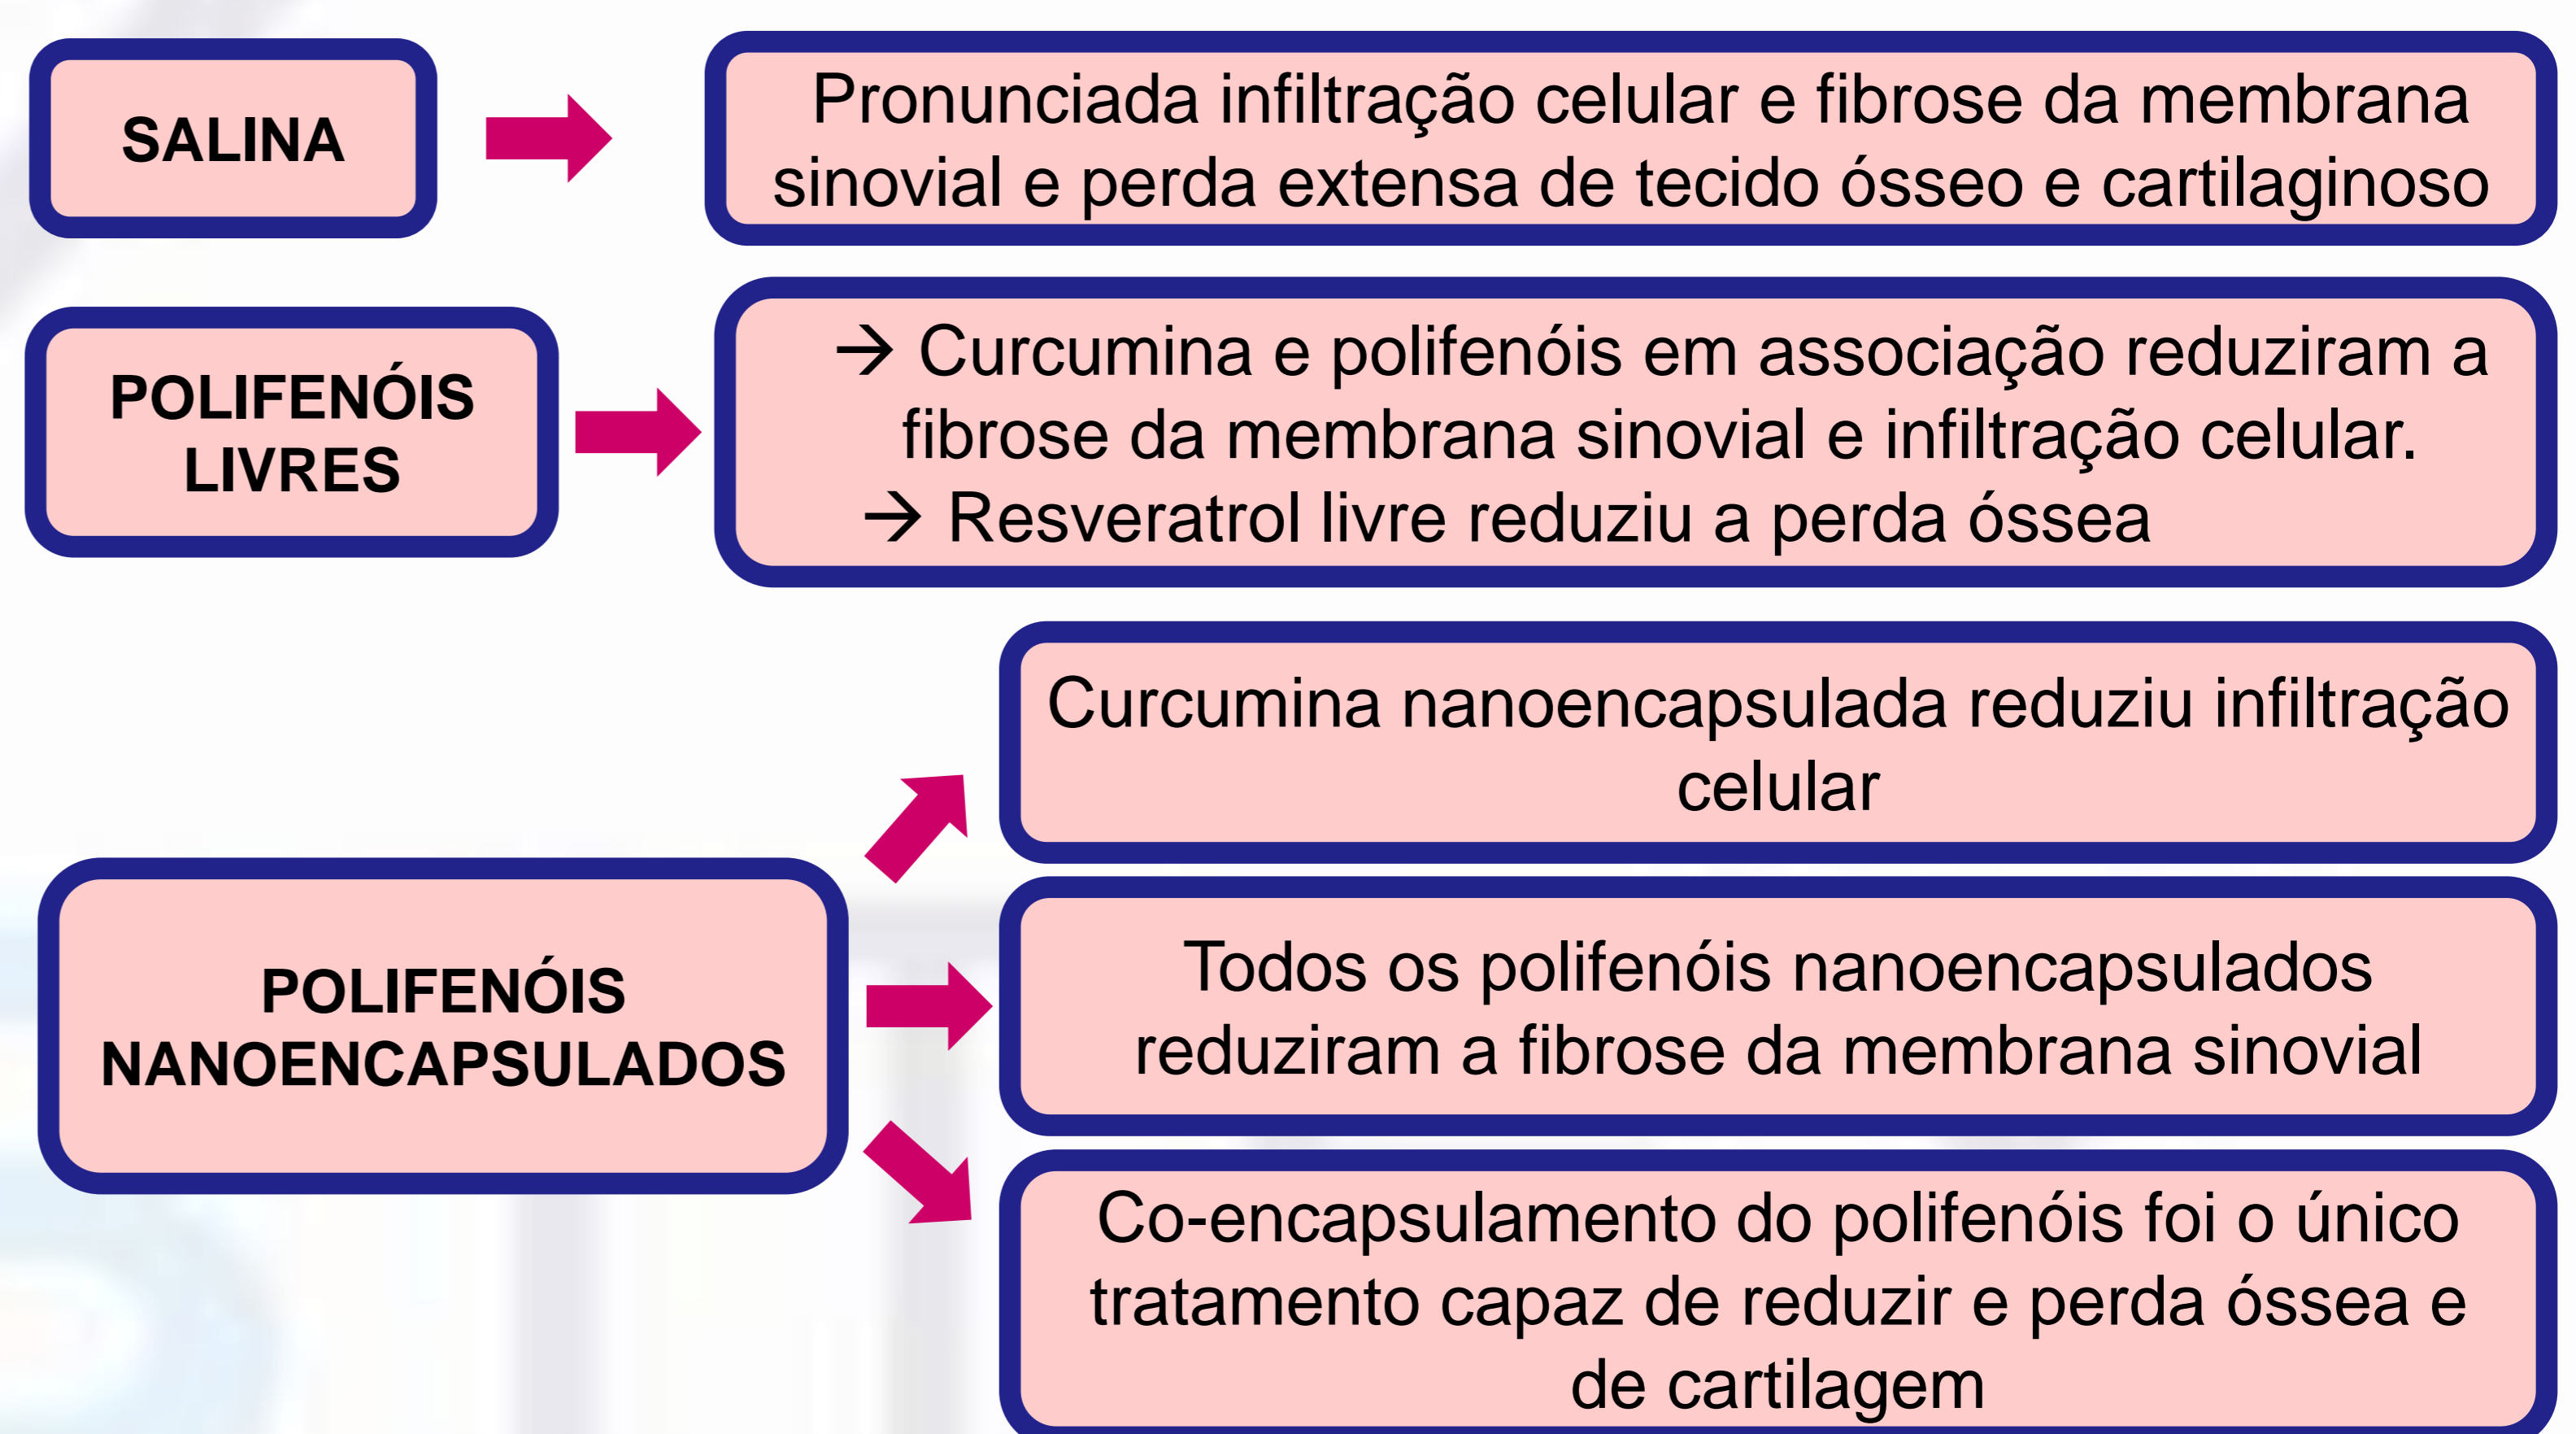 SALINA
Pronunciada infiltração celular e fibrose da membrana
sinovial e perda extensa de tecido ósseo e cartilaginoso
POLIFENÓIS
LIVRES
→ Curcumina e polifenóis em associação reduziram a
fibrose da membrana sinovial e infiltração celular.
→ Resveratrol livre reduziu a perda óssea
POLIFENÓIS
NANOENCAPSULADOS
Curcumina nanoencapsulada reduziu infiltração
celular
Todos os polifenóis nanoencapsulados
reduziram a fibrose da membrana sinovial
Co-encapsulamento do polifenóis foi o único
tratamento capaz de reduzir e perda óssea e
de cartilagem